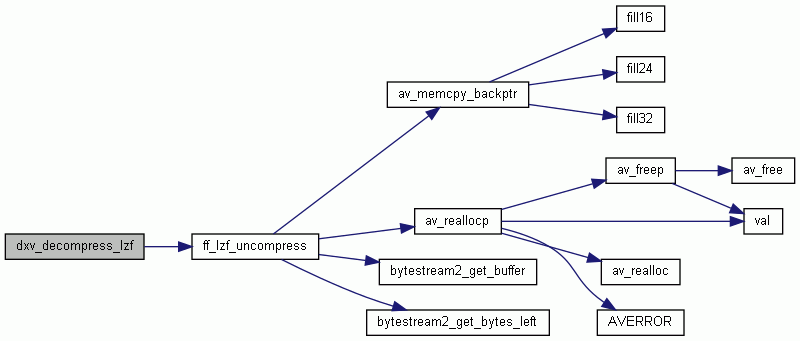 fill16
fill24
av_memcpy_backptr
fill32
av_freep
av_free
av_reallocp
val
dxv_decompress_lzf
ff_lzf_uncompress
bytestream2_get_buffer
av_realloc
bytestream2_get_bytes_left
AVERROR